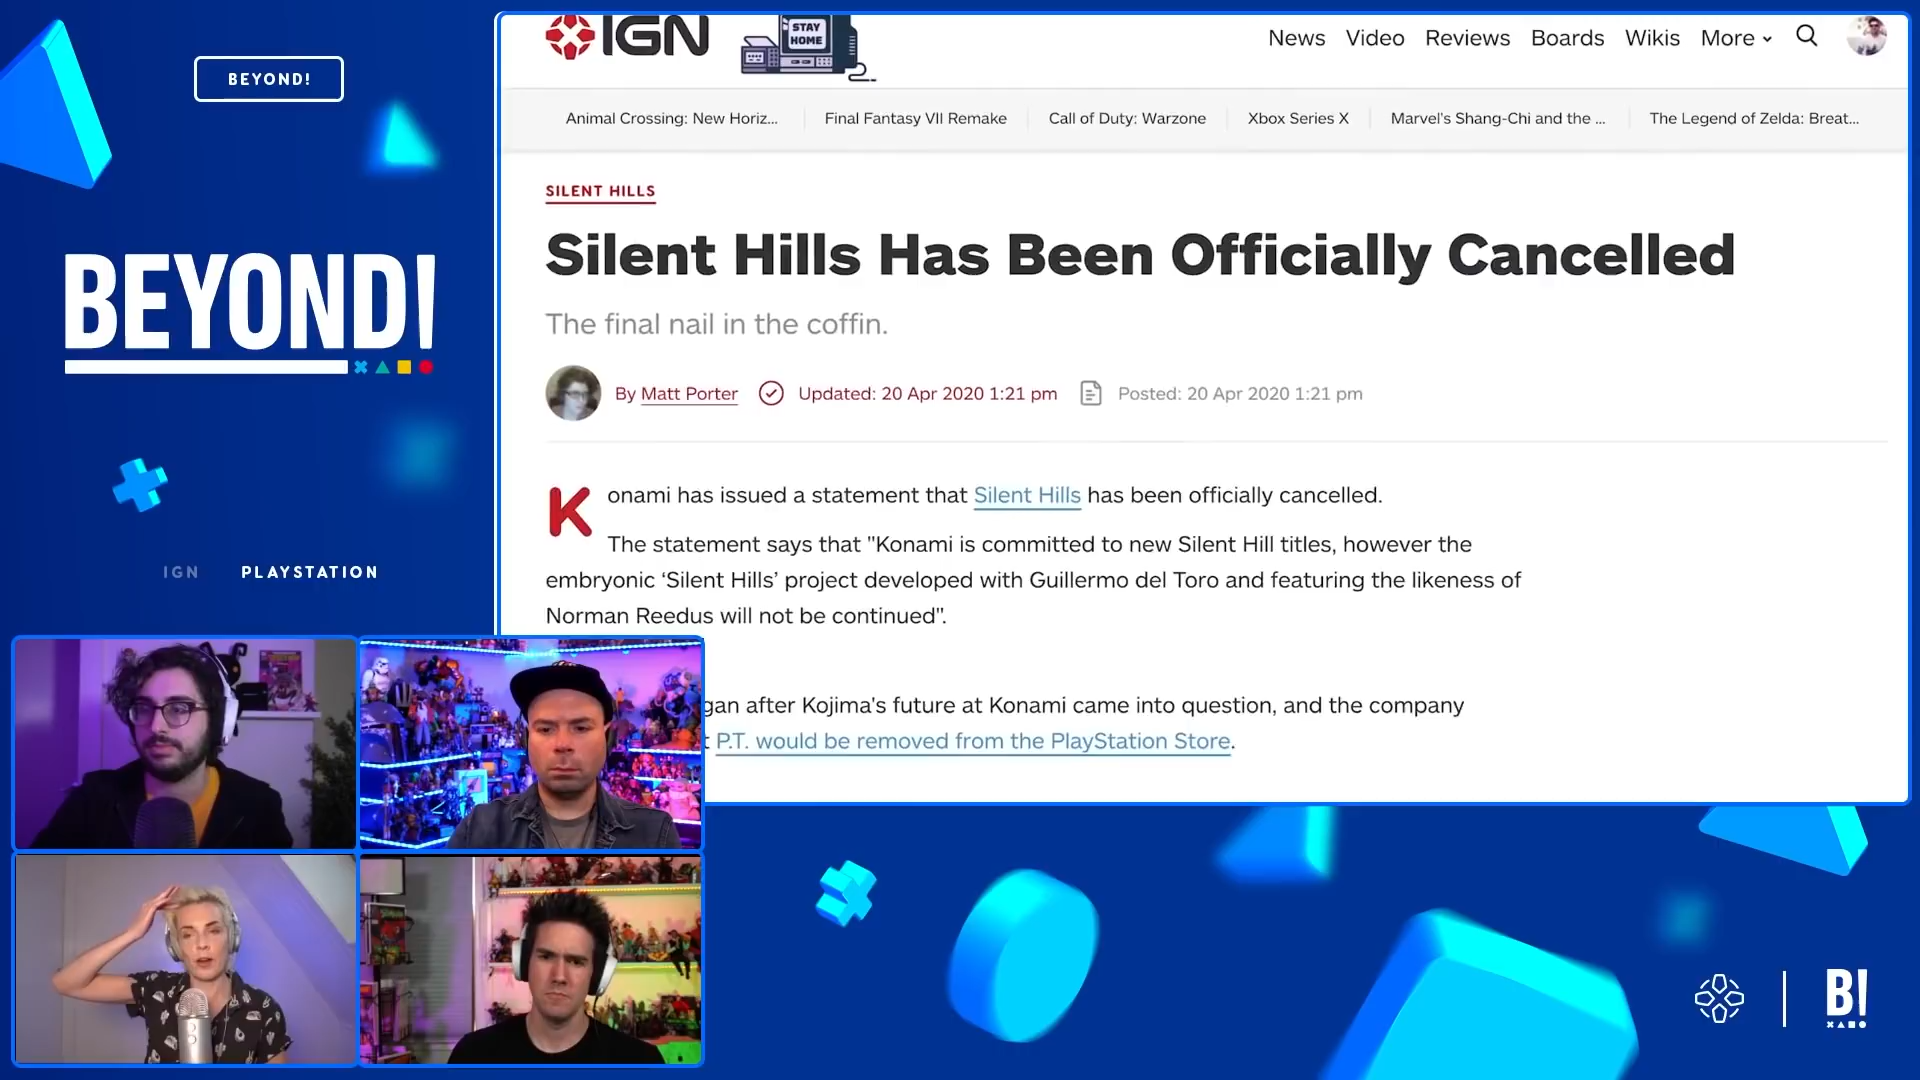 BEYOND!
BEYOND!
IGN PLAYSTATION
IGN
STAY
HOME
News Video Reviews Boards Wikis More
Animal Crossing: New Horiz... Final Fantasy VII Remake Call of Duty: Warzone Xbox Series X Marvel's Shang-Chi and the ... The Legend of Zelda: Breat...
SILENT HILLS
Silent Hills Has Been Officially Cancelled
The final nail in the coffin.
By Matt Porter Updated: 20 Apr 2020 1:21 pm Posted: 20 Apr 2020 1:21 pm
Konami has issued a statement that Silent Hills has been officially cancelled.
The statement says that "Konami is committed to new Silent Hill titles, however the
embryonic ‘Silent Hills’ project developed with Guillermo del Toro and featuring the likeness of
Norman Reedus will not be continued".
gan after Kojima's future at Konami came into question, and the company
t P.T. would be removed from the PlayStation Store.
B!